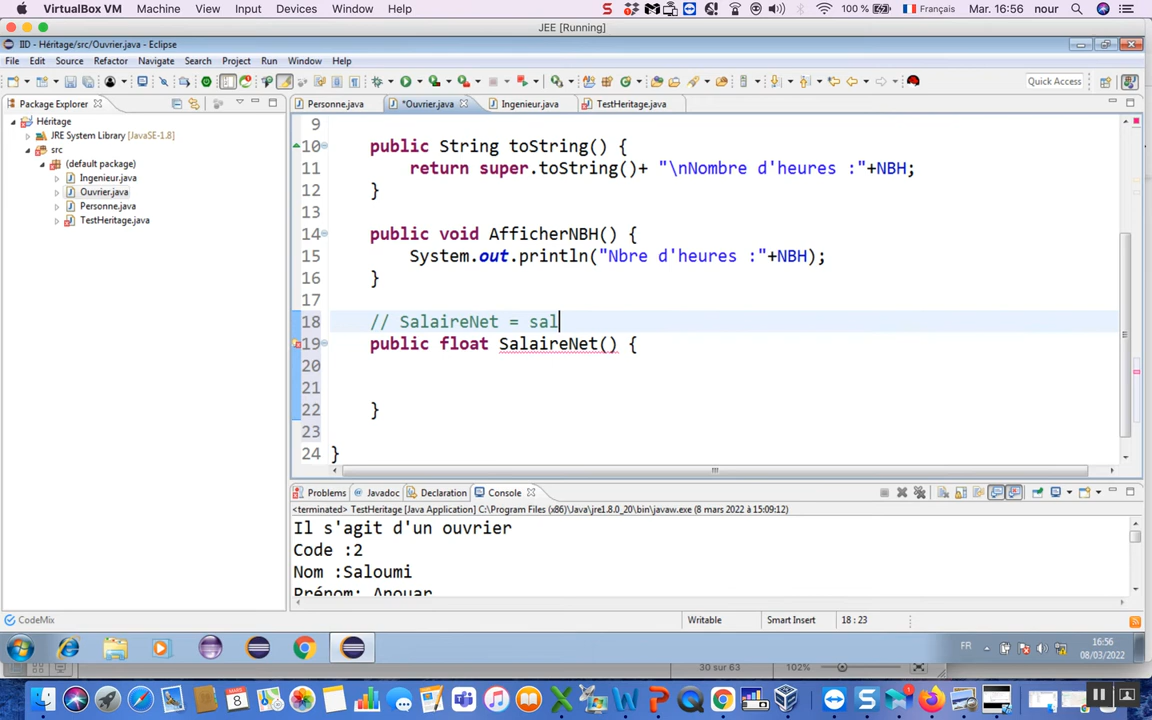 VirtualBox VM Machine View Input Devices Window Help 100 % Français Mar. 16:56 nour
JEE [Running]
IID - Héritage/src/Ouvrier.java - Eclipse
File Edit Source Refactor Navigate Search Project Run Window Help
Quick Access
Package Explorer
Personne.java *Ouvrier.java Ingenieur.java TestHeritage.java
Héritage
JRE System Library [JavaSE-1.8]
src
(default package)
Ingenieur.java
Ouvrier.java
Personne.java
TestHeritage.java
9
10 public String toString() {
11 return super.toString()+ "\nNombre d'heures :"+NBH;
12 }
13
14 public void AfficherNBH() {
15 System.out.println("Nbre d'heures :"+NBH);
16 }
17
18 // SalaireNet = sal
19 public float SalaireNet() {
20
21
22 }
23
24 }
Problems Javadoc Declaration Console
<terminated> TestHeritage [Java Application] C:\Program Files (x86)\Java\jre1.8.0_20\bin\javaw.exe (8 mars 2022 à 15:09:12)
Il s'agit d'un ouvrier
Code :2
Nom :Saloumi
Prénom: Anouar
CodeMix
Writable Smart Insert 18 : 23
FR 16:56
08/03/2022
30 sur 63 102%